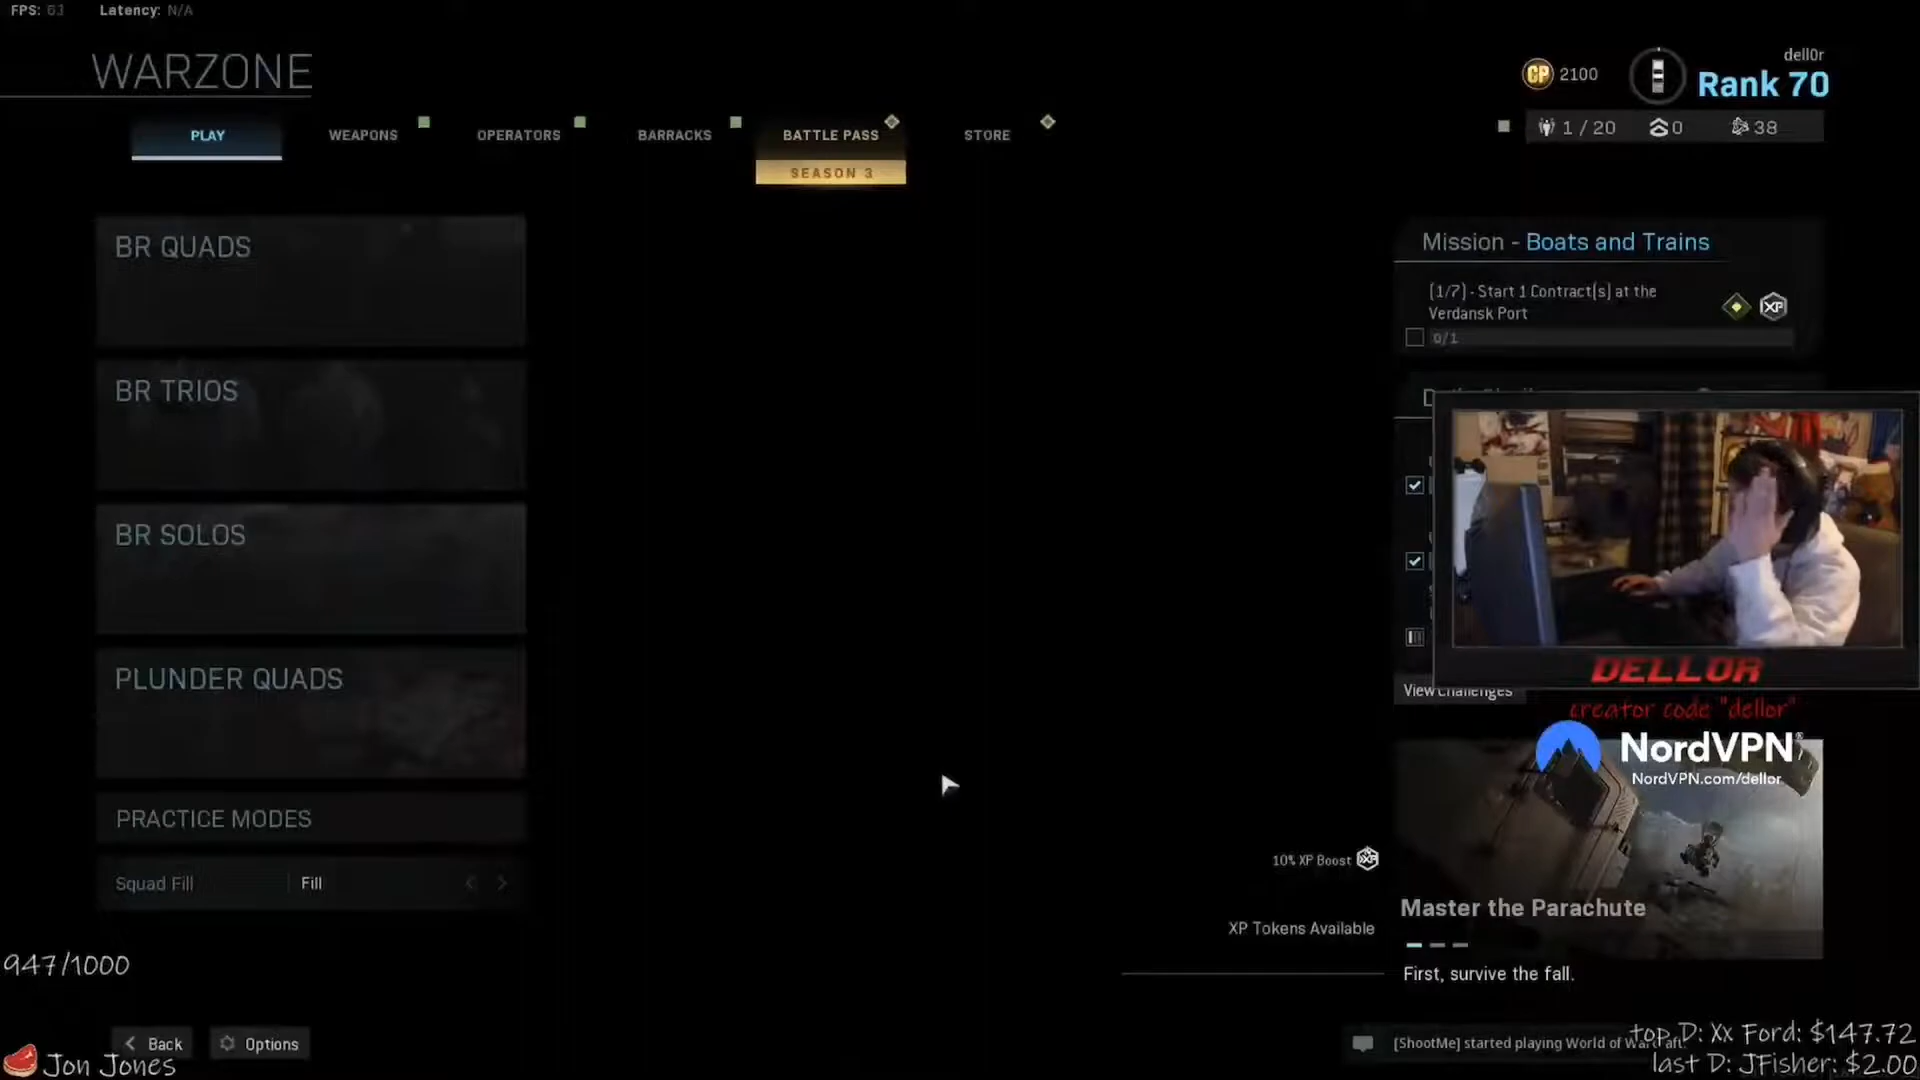 FPS: 63 Latency: N/A
WARZONE
dell0r
2100
Rank 70
1 / 20 0 38
PLAY WEAPONS OPERATORS BARRACKS BATTLE PASS STORE
SEASON 3
BR QUADS
BR TRIOS
BR SOLOS
PLUNDER QUADS
PRACTICE MODES
Squad Fill Fill
947/1000
Back Options
Jon Jones
Mission - Boats and Trains
(1/7) - Start 1 Contract(s) at the
Verdansk Port
XP
0/1
DELLOR
View Challenges
creator code "dellor"
NordVPN®
NordVPN.com/dellor
10% XP Boost
XP Tokens Available
Master the Parachute
First, survive the fall.
[ShootMe] started playing World of Warcraft.
top D: Xx Ford: $147.72
last D: JFisher: $2.00